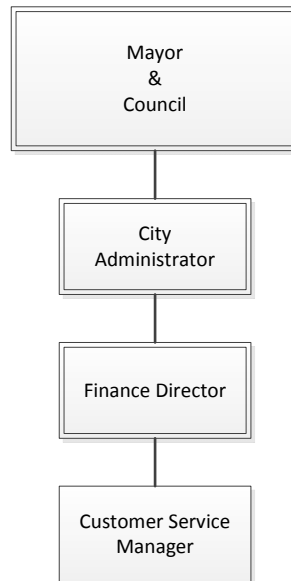 Mayor
&
Council
City
Administrator
Finance Director
Customer Service
Manager